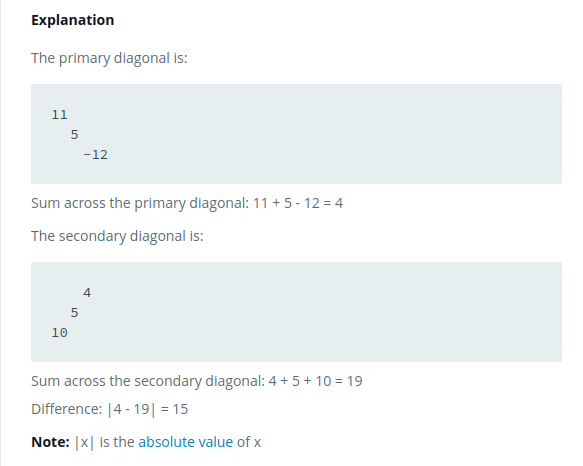 Explanation
The primary diagonal is:
11
5
-12
Sum across the primary diagonal: 11 + 5 - 12 = 4
The secondary diagonal is:
4
5
10
Sum across the secondary diagonal: 4 + 5 + 10 = 19
Difference: |4 - 19| = 15
Note: |x| is the absolute value of x